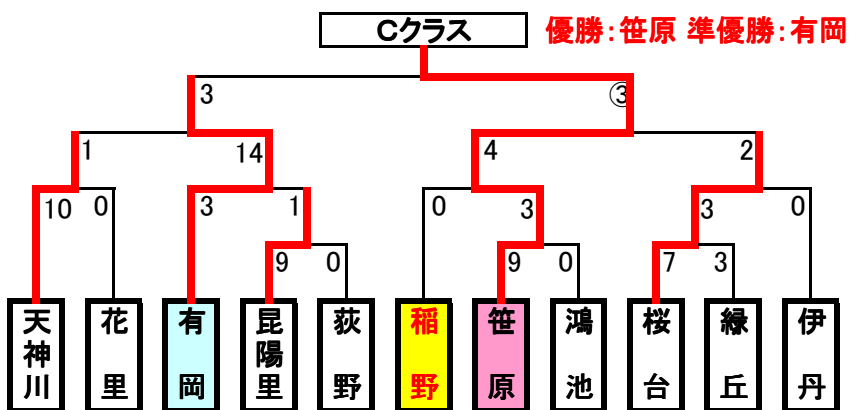 Cクラス
優勝:笹原 準優勝:有岡
3 ③
1 14 4 2
10 0 3 1 0 3 3 0
9 0 9 0 7 3
天神川
花里
有岡
昆陽里
荻野
稲野
笹原
鴻池
桜台
緑丘
伊丹